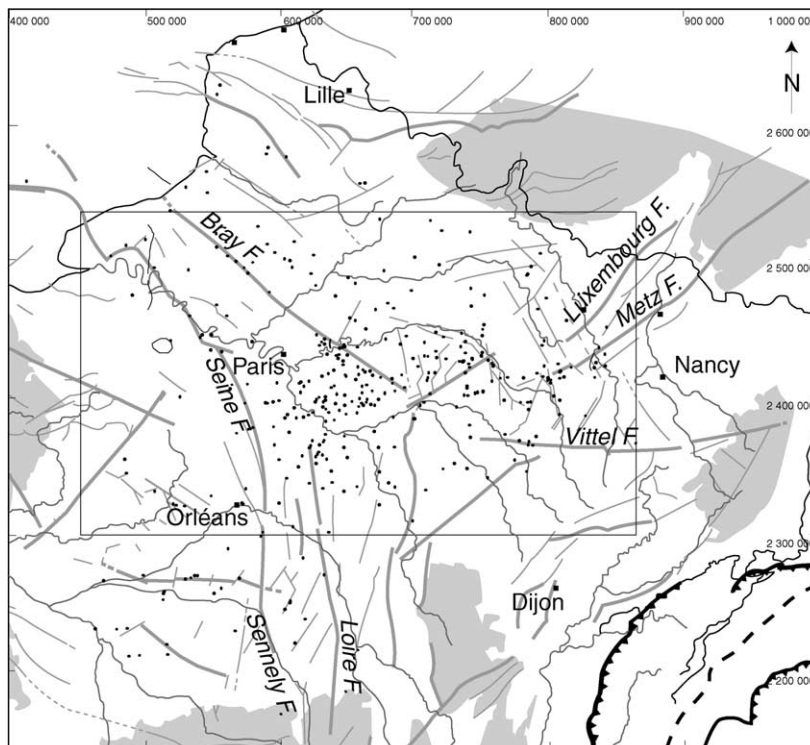 400 000 500 000 600 000 700 000 800 000 900 000 1 000 000
N
Lille
2 600 000
Bray F.
Luxembourg F.
2 500 000
Metz F.
Paris
Nancy
Seine F.
2 400 000
Vittel F.
Orléans
2 300 000
Dijon
Sennely F.
Loire F.
2 200 000